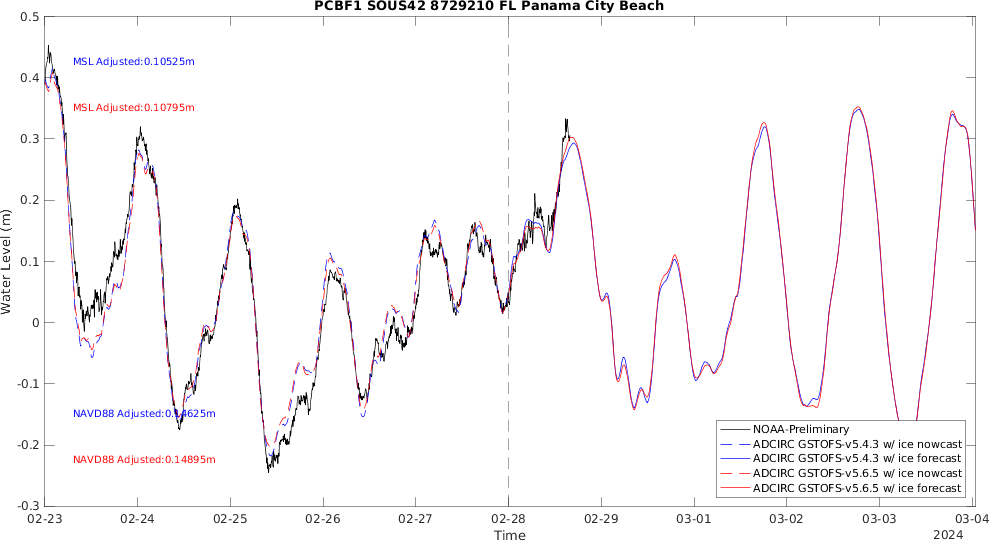 PCBF1 SOUS42 8729210 FL Panama City Beach
0.5
0.4
0.3
0.2
0.1
0
-0.1
-0.2
-0.3
Water Level (m)
MSL Adjusted:0.10525m
MSL Adjusted:0.10795m
NAVD88 Adjusted:0.14625m
NAVD88 Adjusted:0.14895m
NOAA-Preliminary
ADCIRC GSTOFS-v5.4.3 w/ ice nowcast
ADCIRC GSTOFS-v5.4.3 w/ ice forecast
ADCIRC GSTOFS-v5.6.5 w/ ice nowcast
ADCIRC GSTOFS-v5.6.5 w/ ice forecast
02-23 02-24 02-25 02-26 02-27 02-28 02-29 03-01 03-02 03-03 03-04
Time
2024